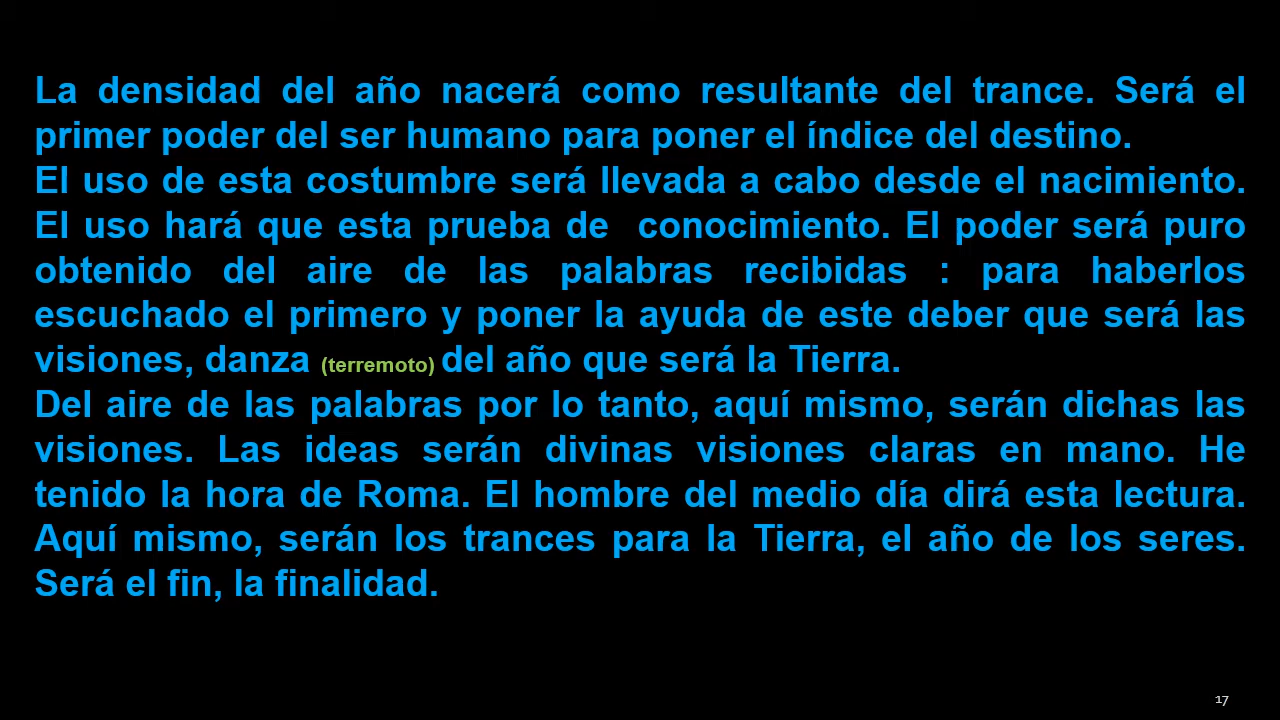 La densidad del año nacerá como resultante del trance. Será el
primer poder del ser humano para poner el índice del destino.
El uso de esta costumbre será llevada a cabo desde el nacimiento.
El uso hará que esta prueba de  conocimiento. El poder será puro
obtenido del aire de las palabras recibidas : para haberlos
escuchado el primero y poner la ayuda de este deber que será las
visiones, danza (terremoto) del año que será la Tierra.
Del aire de las palabras por lo tanto, aquí mismo, serán dichas las
visiones. Las ideas serán divinas visiones claras en mano. He
tenido la hora de Roma. El hombre del medio día dirá esta lectura.
Aquí mismo, serán los trances para la Tierra, el año de los seres.
Será el fin, la finalidad.
17